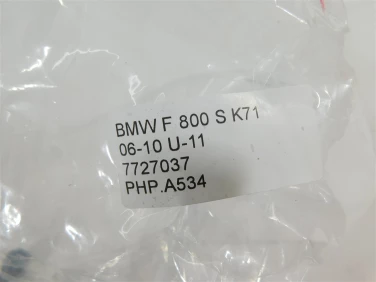 BMW F 800 S K71
06-10 U-11
7727037
PHP.A534